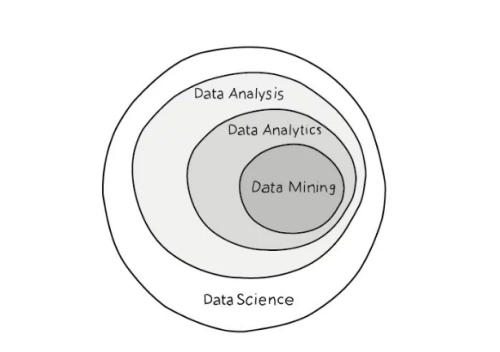 Data Analysis
Data Analytics
Data Mining
Data Science